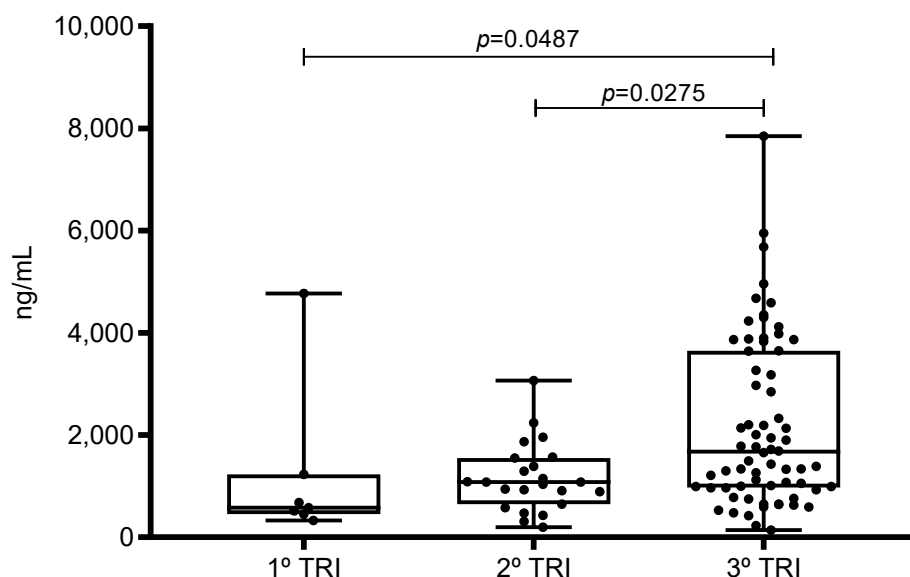 10,000
p=0.0487
p=0.0275
8,000
6,000
ng/mL
4,000
2,000
0
1º TRI 2º TRI 3º TRI